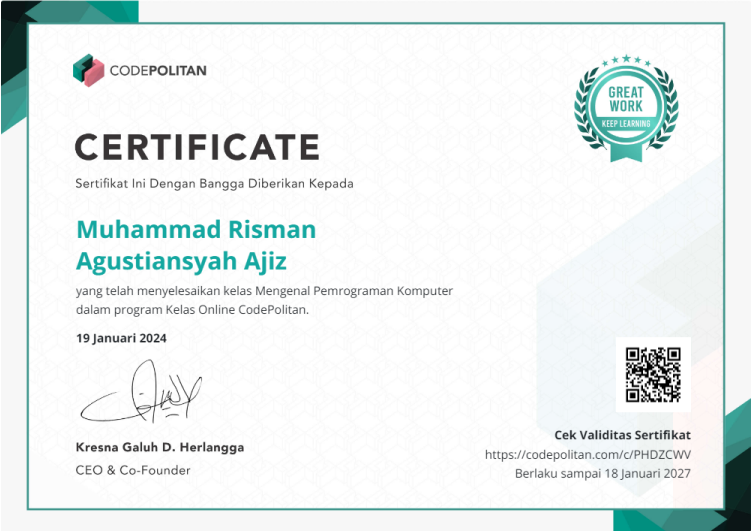 CODEPOLITAN
GREAT
WORK
KEEP LEARNING
CERTIFICATE
Sertifikat Ini Dengan Bangga Diberikan Kepada
Muhammad Risman
Agustiansyah Ajiz
yang telah menyelesaikan kelas Mengenal Pemrograman Komputer
dalam program Kelas Online CodePolitan.
19 Januari 2024
Kresna Galuh D. Herlangga
CEO & Co-Founder
Cek Validitas Sertifikat
https://codepolitan.com/c/PHDZCWV
Berlaku sampai 18 Januari 2027